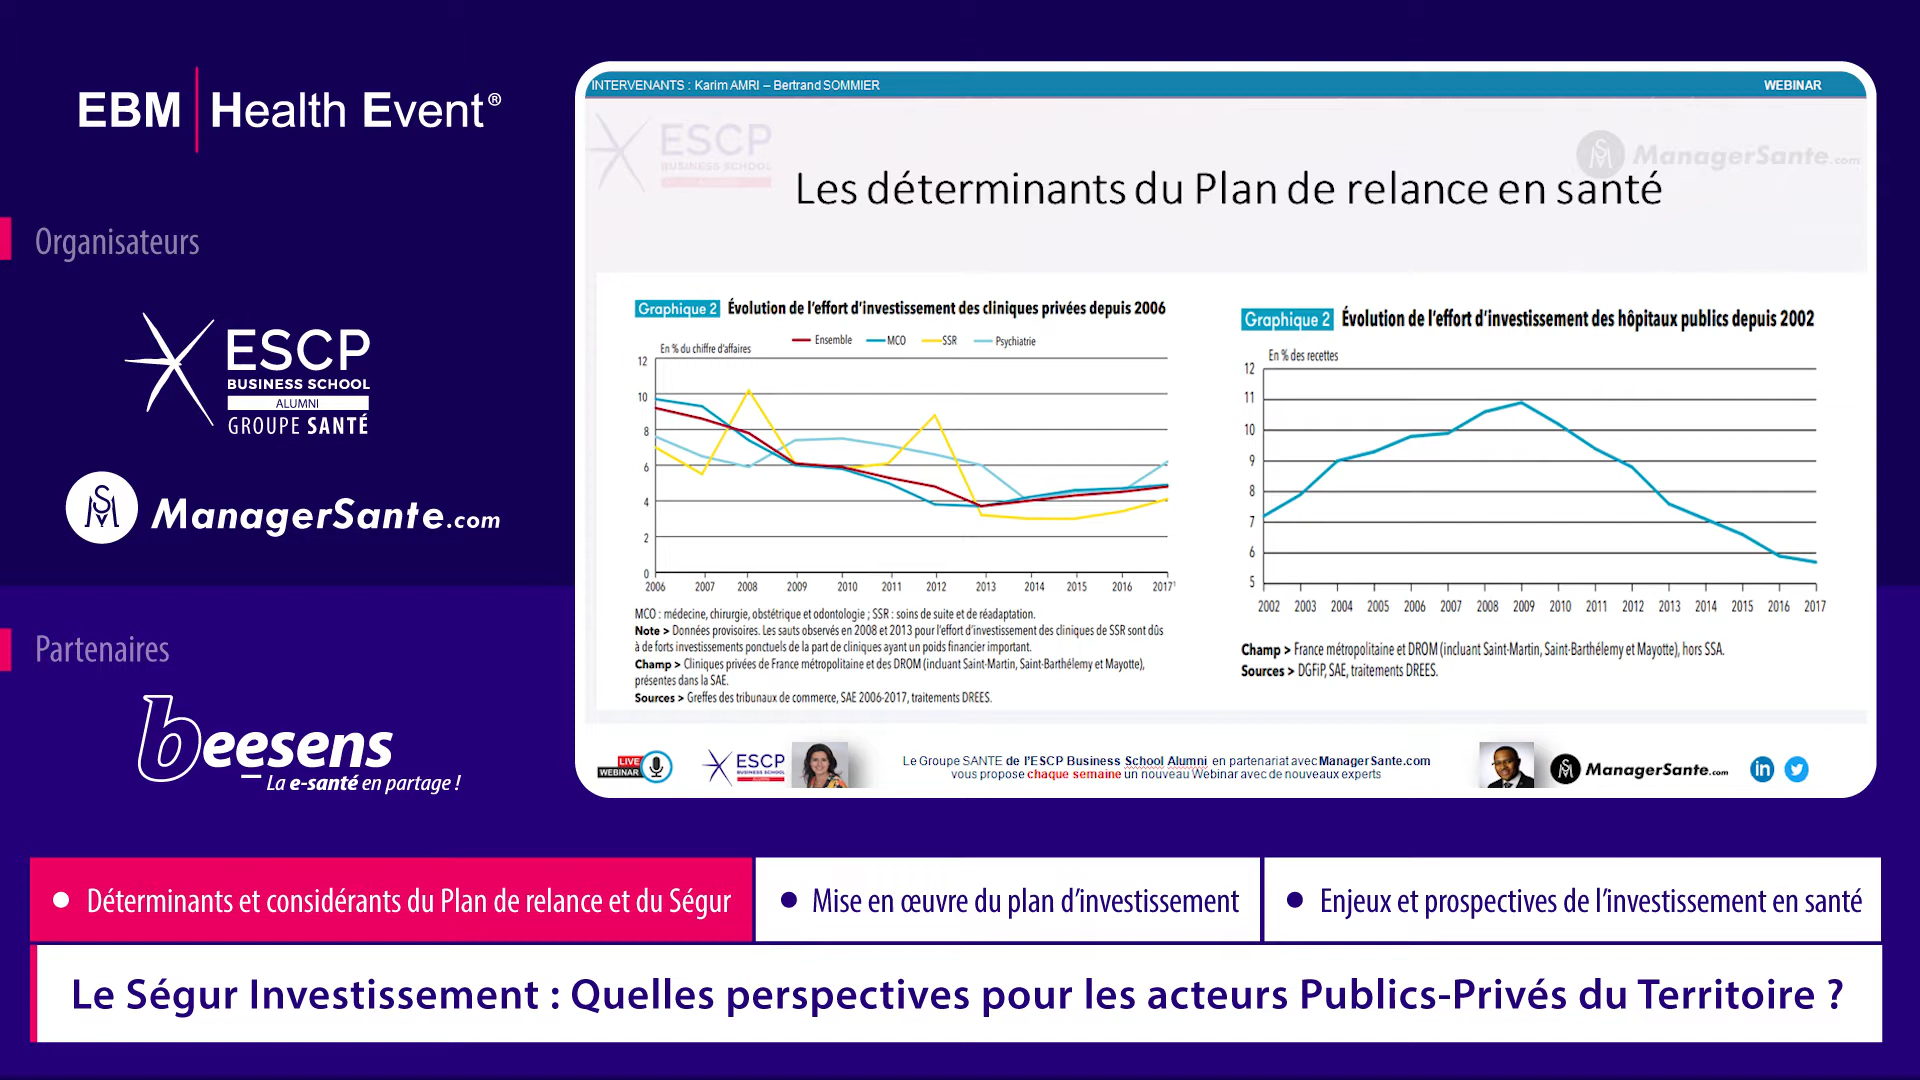 EBM Health Event®
Organisateurs
ESCP
BUSINESS SCHOOL
ALUMNI
GROUPE SANTÉ
SM
ManagerSante.com
Partenaires
beesens
La e-santé en partage !
INTERVENANTS : Karim AMRI – Bertrand SOMMIER
WEBINAR
ESCP
BUSINESS SCHOOL
ALUMNI
SM
ManagerSante.com
Les déterminants du Plan de relance en santé
Graphique 2 Évolution de l'effort d'investissement des cliniques privées depuis 2006
Ensemble MCO SSR Psychiatrie
En % du chiffre d'affaires
12
10
8
6
4
2
0
2006 2007 2008 2009 2010 2011 2012 2013 2014 2015 2016 2017¹
MCO : médecine, chirurgie, obstétrique et odontologie ; SSR : soins de suite et de réadaptation.
Note > Données provisoires. Les sauts observés en 2008 et 2013 pour l'effort d'investissement des cliniques de SSR sont dûs
à de forts investissements ponctuels de la part de cliniques ayant un poids financier important.
Champ > Cliniques privées de France métropolitaine et des DROM (incluant Saint-Martin, Saint-Barthélemy et Mayotte),
présentes dans la SAE.
Sources > Greffes des tribunaux de commerce, SAE 2006-2017, traitements DREES.
Graphique 2 Évolution de l'effort d'investissement des hôpitaux publics depuis 2002
En % des recettes
12
11
10
9
8
7
6
5
2002 2003 2004 2005 2006 2007 2008 2009 2010 2011 2012 2013 2014 2015 2016 2017
Champ > France métropolitaine et DROM (incluant Saint-Martin, Saint-Barthélemy et Mayotte), hors SSA.
Sources > DGFiP, SAE, traitements DREES.
LIVE
WEBINAR
ESCP
BUSINESS SCHOOL
Le Groupe SANTE de l'ESCP Business School Alumni en partenariat avec ManagerSante.com
vous propose chaque semaine un nouveau Webinar avec de nouveaux experts
SM
ManagerSante.com
in
• Déterminants et considérants du Plan de relance et du Ségur
• Mise en œuvre du plan d'investissement
• Enjeux et prospectives de l'investissement en santé
Le Ségur Investissement : Quelles perspectives pour les acteurs Publics-Privés du Territoire ?